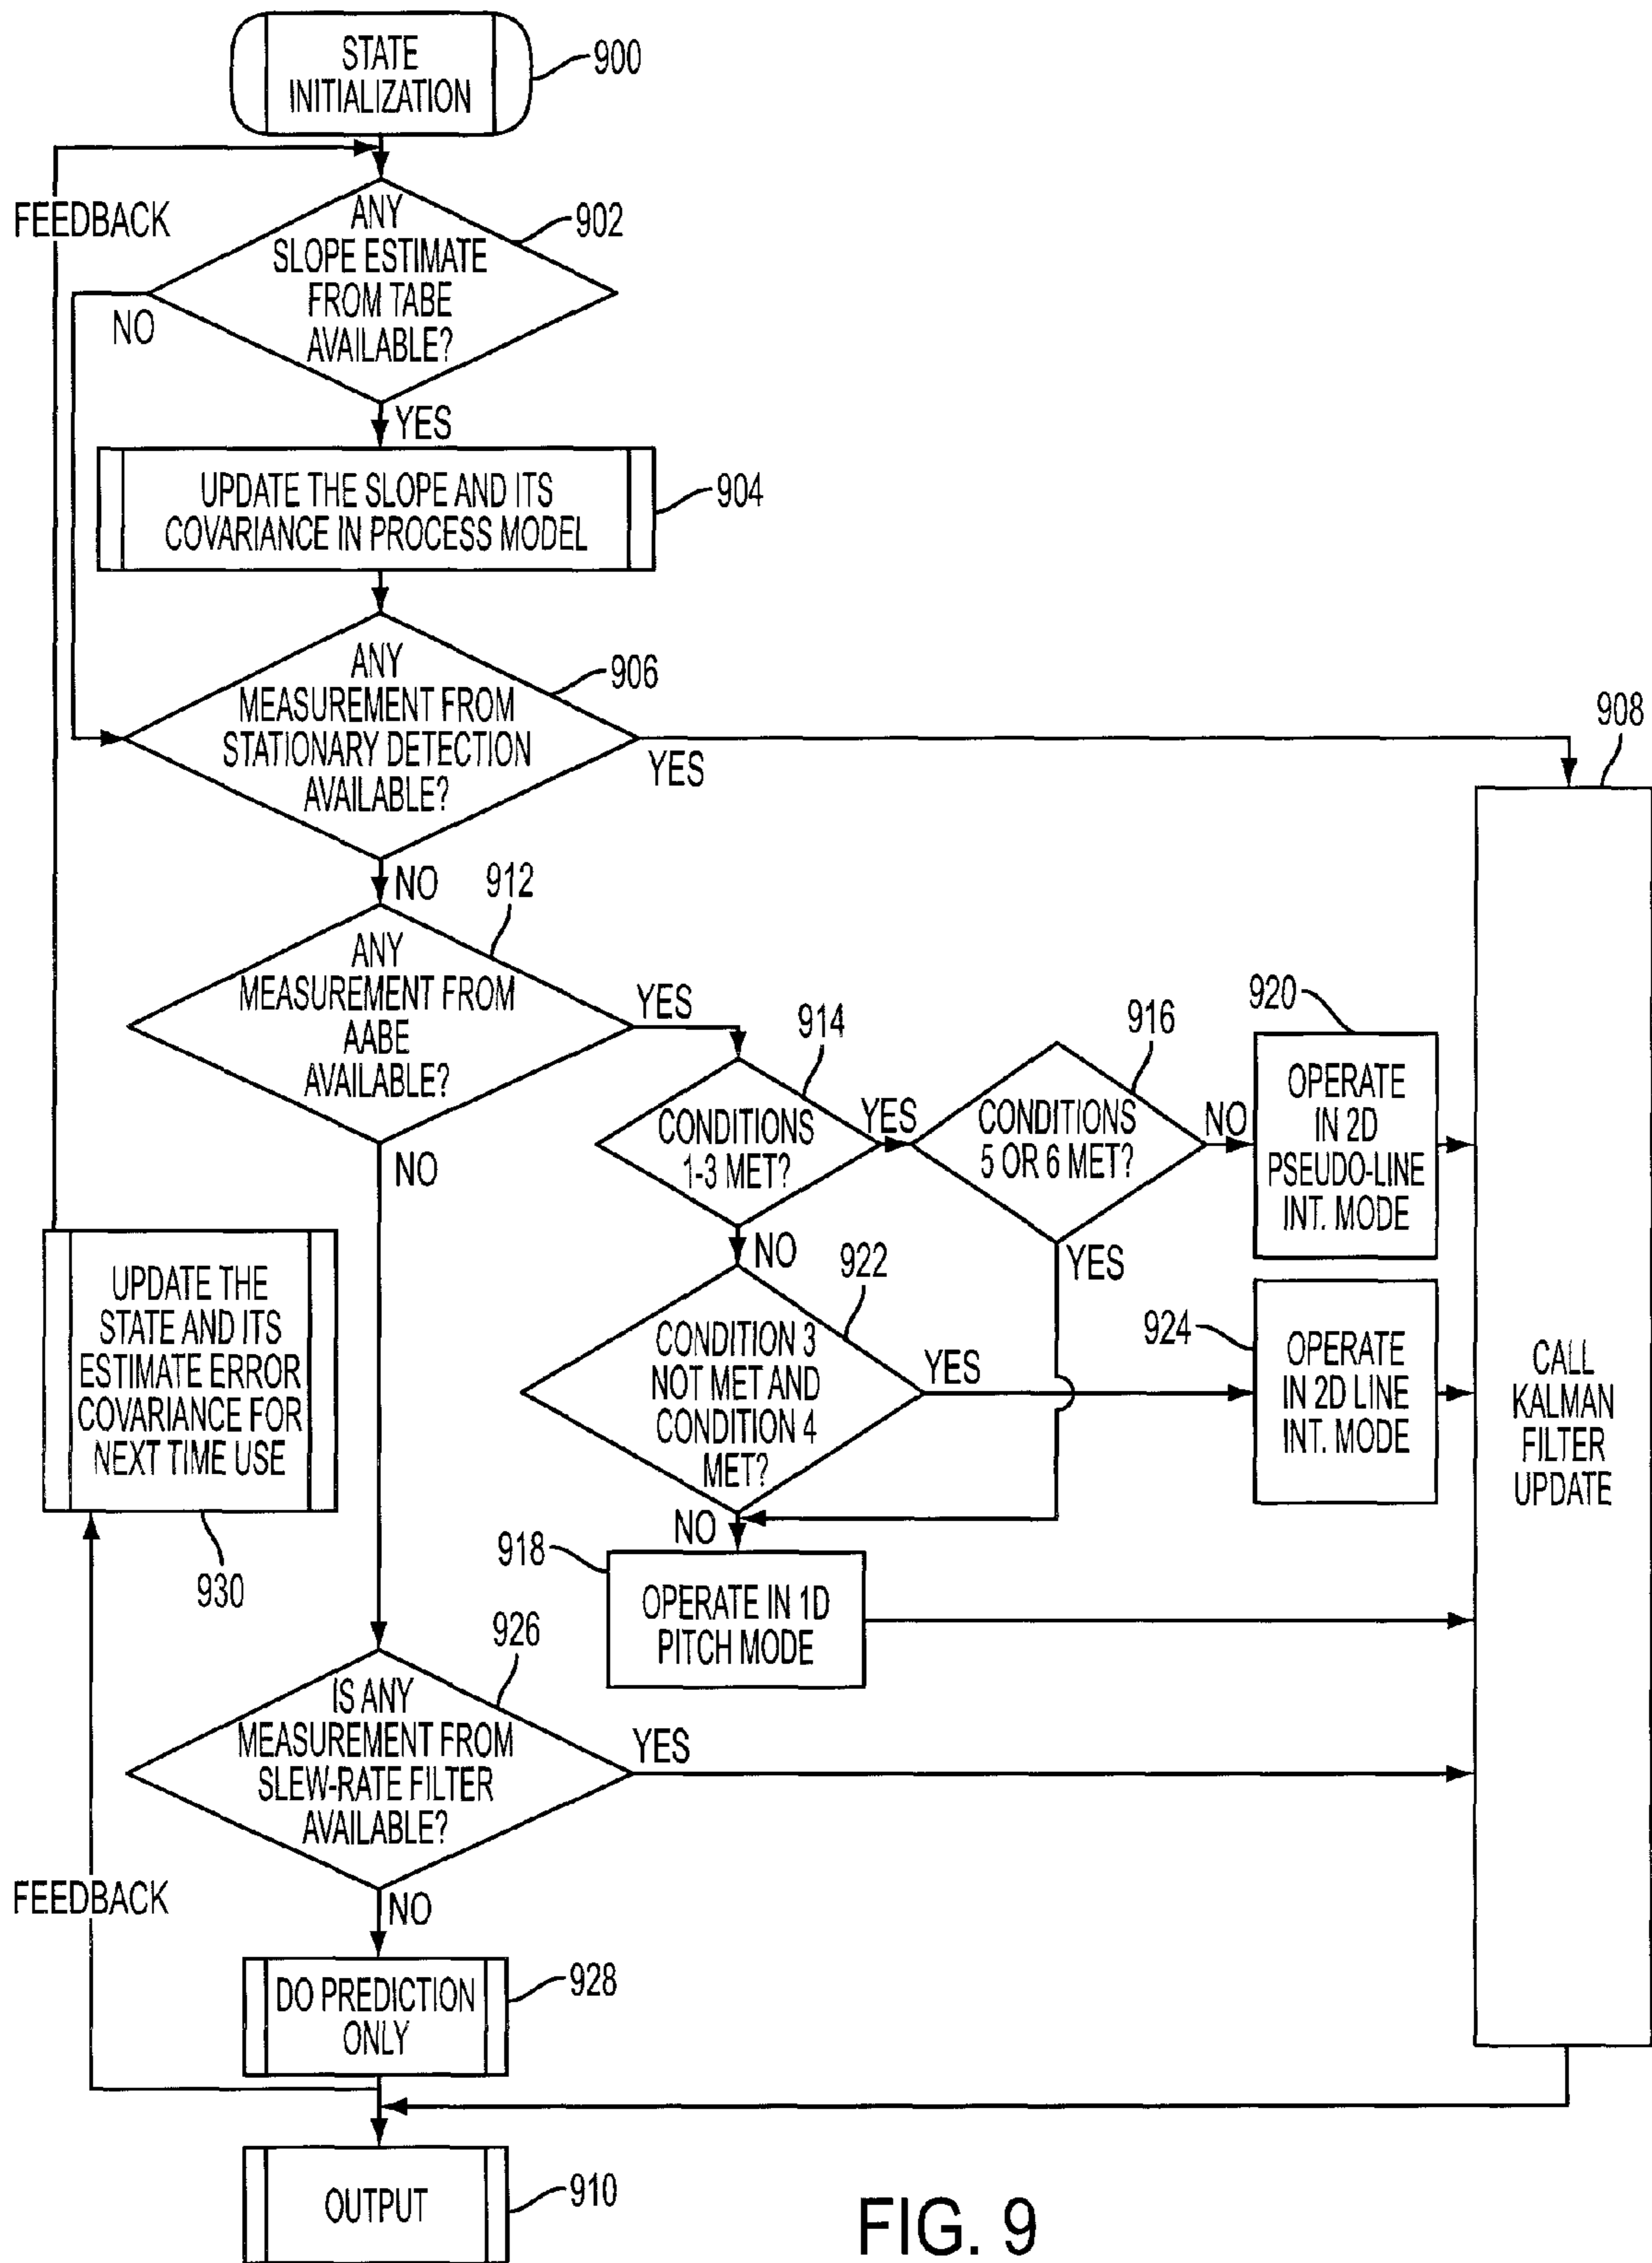 STATE
INITIALIZATION
900
FEEDBACK
ANY
SLOPE ESTIMATE
FROM TABE
AVAILABLE?
902
NO
YES
UPDATE THE SLOPE AND ITS
COVARIANCE IN PROCESS MODEL
904
ANY
MEASUREMENT FROM
STATIONARY DETECTION
AVAILABLE?
906
YES
908
NO
912
ANY
MEASUREMENT FROM
AABE
AVAILABLE?
YES
NO
914
CONDITIONS
1-3 MET?
YES
916
CONDITIONS
5 OR 6 MET?
NO
920
OPERATE
IN 2D
PSEUDO-LINE
INT. MODE
NO
YES
922
CONDITION 3
NOT MET AND
CONDITION 4
MET?
YES
924
OPERATE
IN 2D LINE
INT. MODE
CALL
KALMAN
FILTER
UPDATE
UPDATE THE
STATE AND ITS
ESTIMATE ERROR
COVARIANCE FOR
NEXT TIME USE
930
NO
918
OPERATE IN 1D
PITCH MODE
926
IS ANY
MEASUREMENT FROM
SLEW-RATE FILTER
AVAILABLE?
YES
FEEDBACK
NO
DO PREDICTION
ONLY
928
OUTPUT
910
FIG. 9